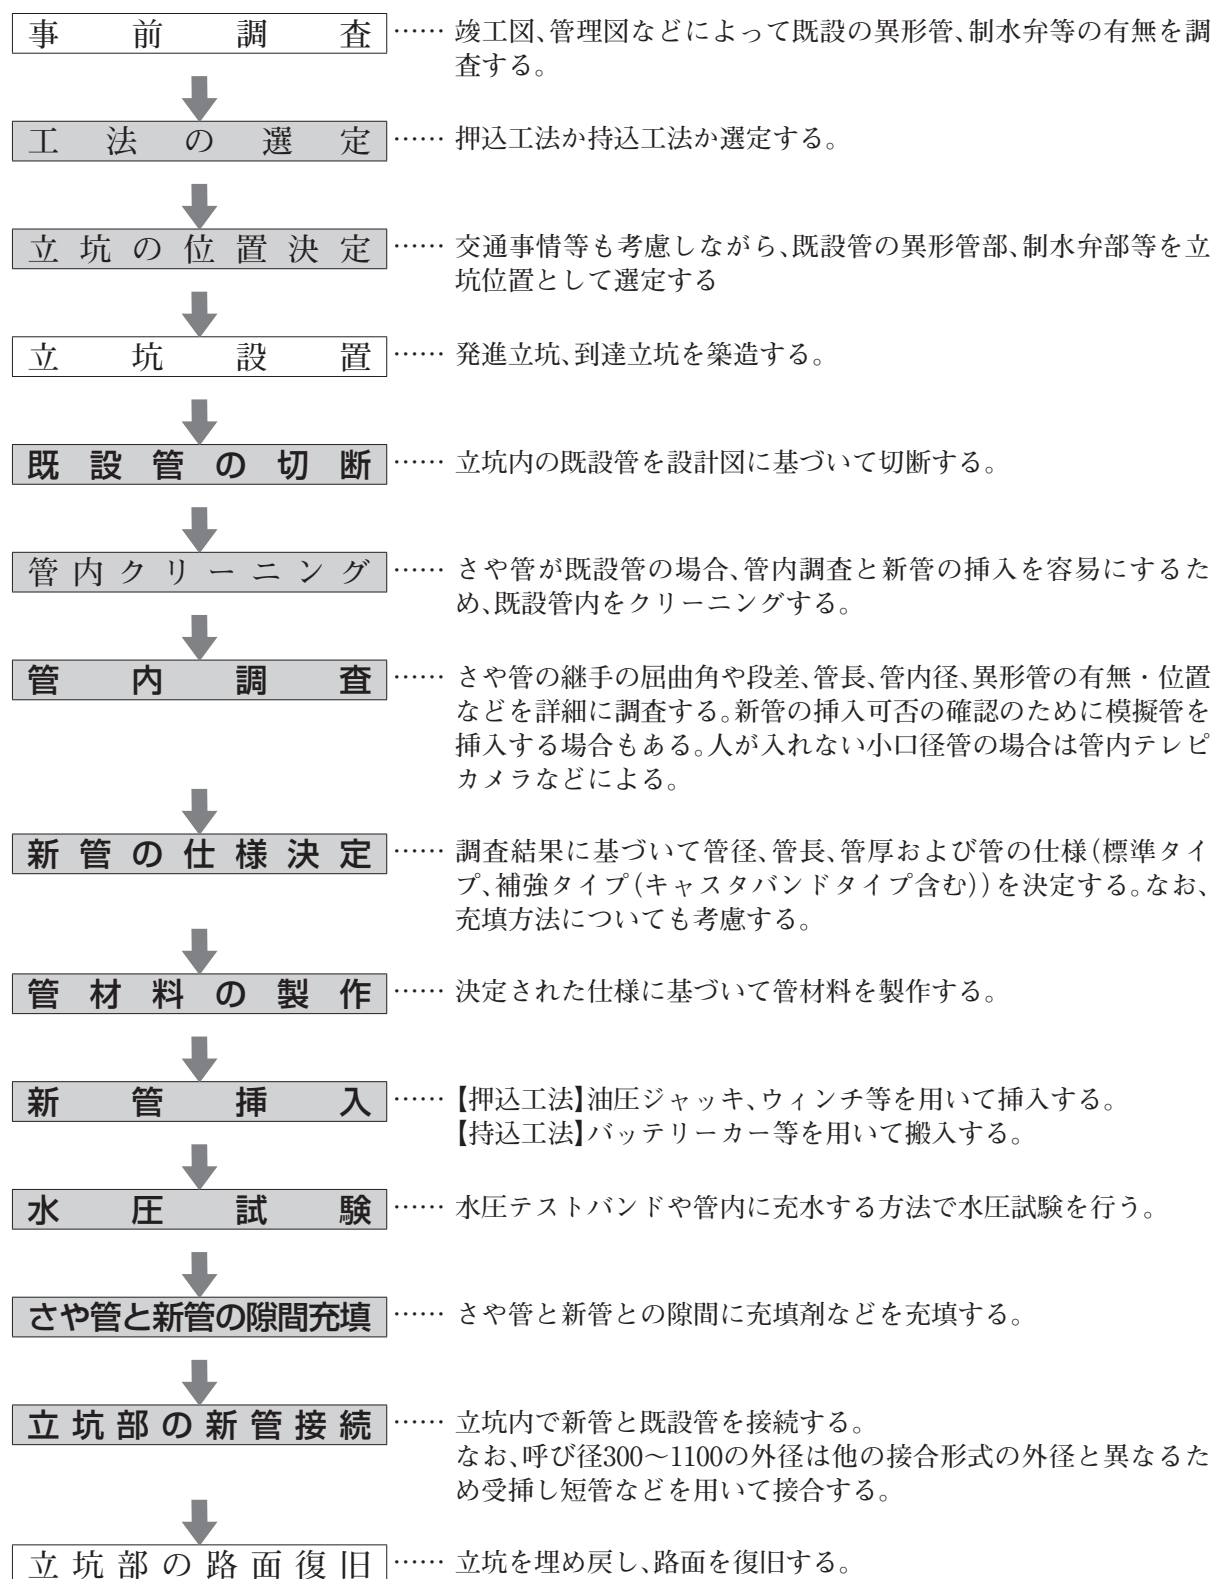 事前調査 …… 竣工図、管理図などによって既設の異形管、制水弁等の有無を調
査する。
工法の選定 …… 押込工法か持込工法か選定する。
立坑の位置決定 …… 交通事情等も考慮しながら、既設管の異形管部、制水弁部等を立
坑位置として選定する
立坑設置 …… 発進立坑、到達立坑を築造する。
既設管の切断 …… 立坑内の既設管を設計図に基づいて切断する。
管内クリーニング …… さや管が既設管の場合、管内調査と新管の挿入を容易にするた
め、既設管内をクリーニングする。
管内調査 …… さや管の継手の屈曲角や段差、管長、管内径、異形管の有無・位置
などを詳細に調査する。新管の挿入可否の確認のために模擬管を
挿入する場合もある。人が入れない小口径管の場合は管内テレビ
カメラなどによる。
新管の仕様決定 …… 調査結果に基づいて管径、管長、管厚および管の仕様(標準タイ
プ、補強タイプ(キャスタバンドタイプ含む))を決定する。なお、
充填方法についても考慮する。
管材料の製作 …… 決定された仕様に基づいて管材料を製作する。
新管挿入 …… 【押込工法】油圧ジャッキ、ウィンチ等を用いて挿入する。
【持込工法】バッテリーカー等を用いて搬入する。
水圧試験 …… 水圧テストバンドや管内に充水する方法で水圧試験を行う。
さや管と新管の隙間充填 …… さや管と新管との隙間に充填剤などを充填する。
立坑部の新管接続 …… 立坑内で新管と既設管を接続する。
なお、呼び径300～1100の外径は他の接合形式の外径と異なるた
め受挿し短管などを用いて接合する。
立坑部の路面復旧 …… 立坑を埋め戻し、路面を復旧する。